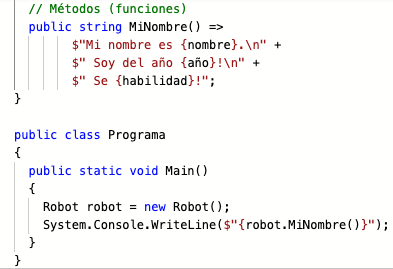 // Métodos (funciones)
public string MiNombre() =>
$"Mi nombre es {nombre}.\n" +
$" Soy del año {año}!\n" +
$" Se {habilidad}!";
}
public class Programa
{
public static void Main()
{
Robot robot = new Robot();
System.Console.WriteLine($"{robot.MiNombre()}");
}
}